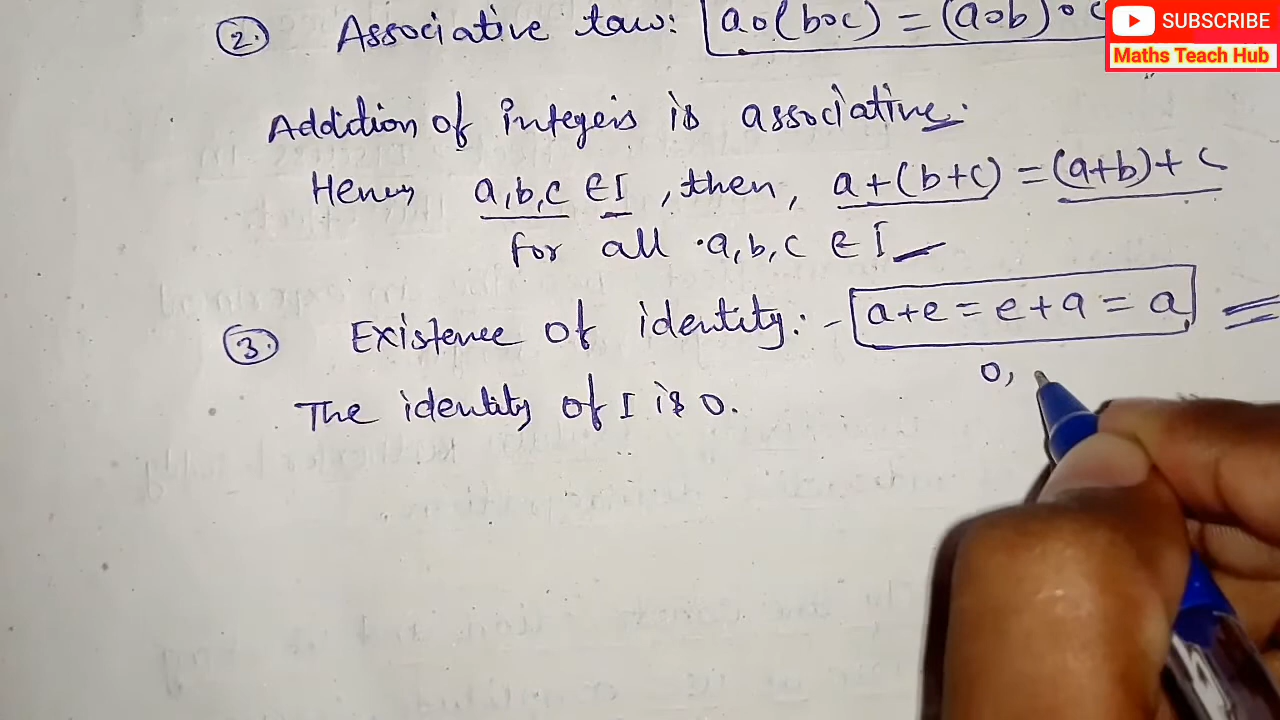 2. Associative law: a∘(b∘c) = (a∘b)∘c
SUBSCRIBE
Maths Teach Hub
Addition of integers is associative.
Hence, a,b,c ∈ I, then, a+(b+c) = (a+b)+c
for all a,b,c ∈ I
3. Existence of identity: - a+e = e+a = a
0,
The identity of I is 0.